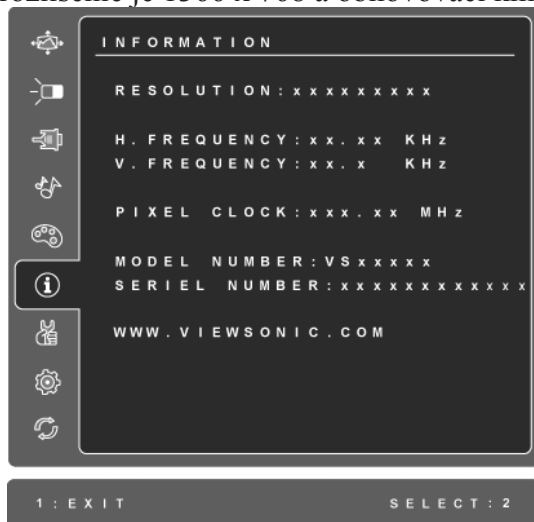 INFORMATION
RESOLUTION:xxxxxxxxx
H. FREQUENCY:xx.xx KHz
V. FREQUENCY:xx.x KHz
PIXEL CLOCK:xxx.xx MHz
MODEL NUMBER:VSxxxxx
SERIEL NUMBER:xxxxxxxxxxxx
WWW.VIEWSONIC.COM
1:EXIT SELECT:2